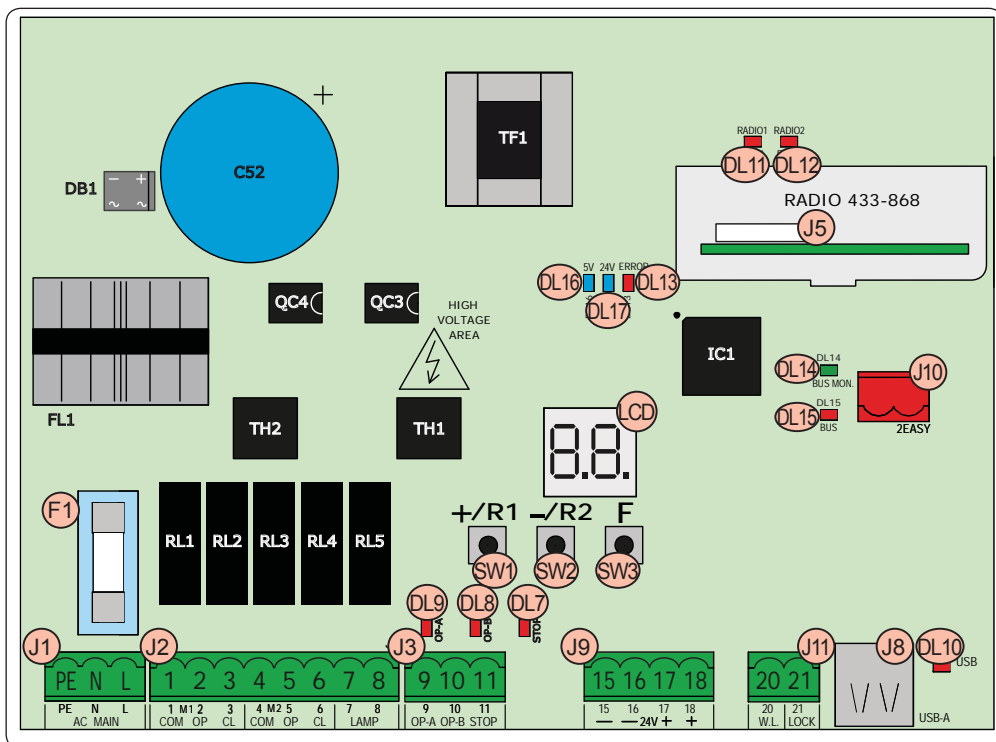 +
TF1
C52
DB1
- +
~ ~
RADIO1 RADIO2
DL11 DL12
RADIO 433-868
J5
5V 24V ERROR
DL16 DL17 DL13
QC4 QC3
HIGH
VOLTAGE
AREA
IC1
FL1
TH2 TH1
DL14 DL14
BUS MON.
DL15 DL15
BUS
J10
2EASY
LCD
8.8.
F1
RL1 RL2 RL3 RL4 RL5
+/R1 -/R2 F
SW1 SW2 SW3
DL9 DL8 DL7
OP-A OP-B STOP
J1 J2 J3 J9 J11 J8 DL10
USB
PE N L 1 2 3 4 5 6 7 8 9 10 11 15 16 17 18 20 21
PE N L 1 M1 2 3 4 M2 5 6 7 8 9 10 11 15 16 17 18 20 21
AC MAIN COM OP CL COM OP CL LAMP OP-A OP-B STOP — — 24V + + W.L. LOCK
USB-A